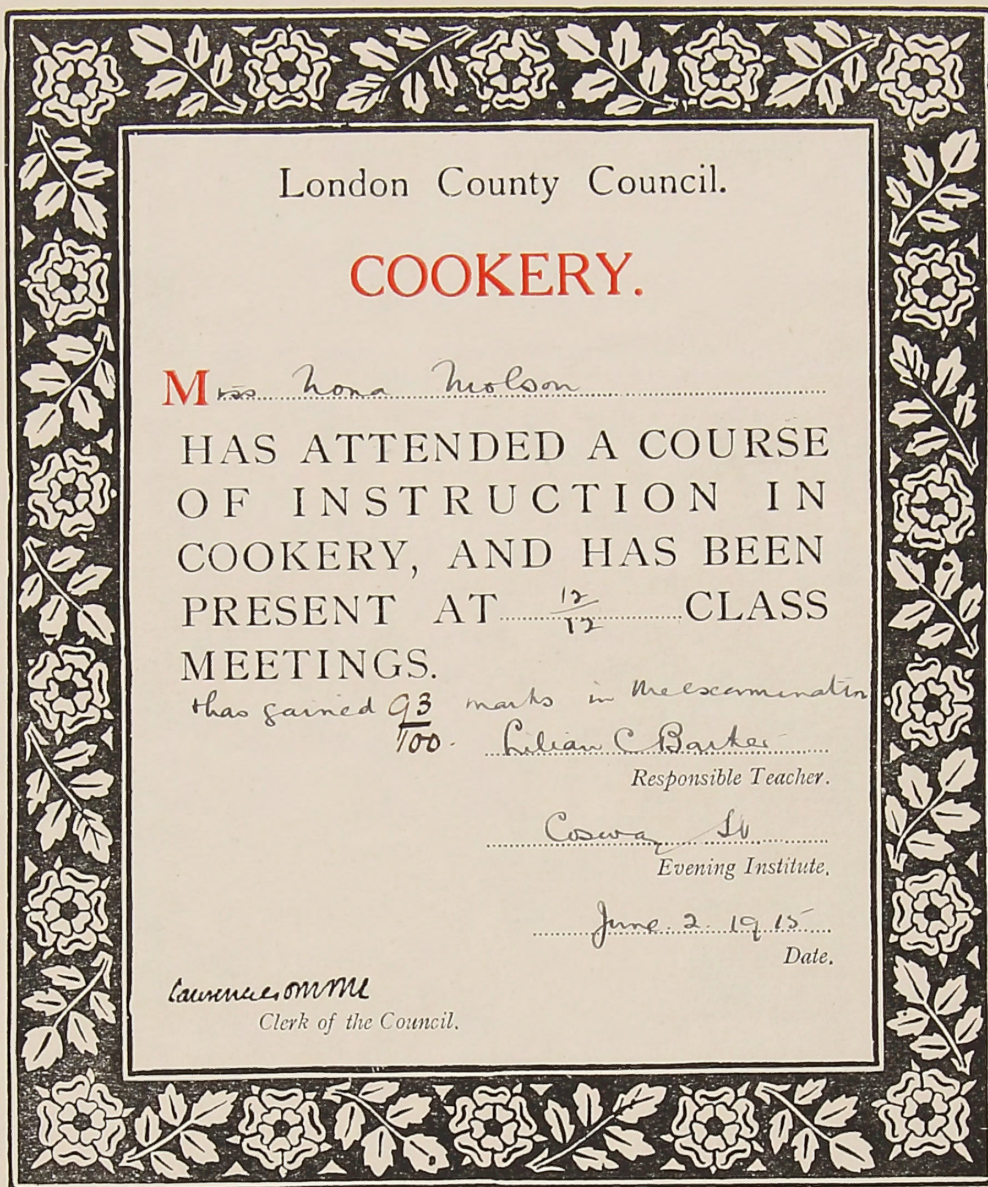 London County Council.
COOKERY.
Miss Nona Molson
HAS ATTENDED A COURSE
OF INSTRUCTION IN
COOKERY, AND HAS BEEN
PRESENT AT 12/12 CLASS
MEETINGS.
+ has gained 93/100 marks in the examination
Lilian C Barker
Responsible Teacher.
Cosway St
Evening Institute.
June 2 1915
Date.
Clerk of the Council.